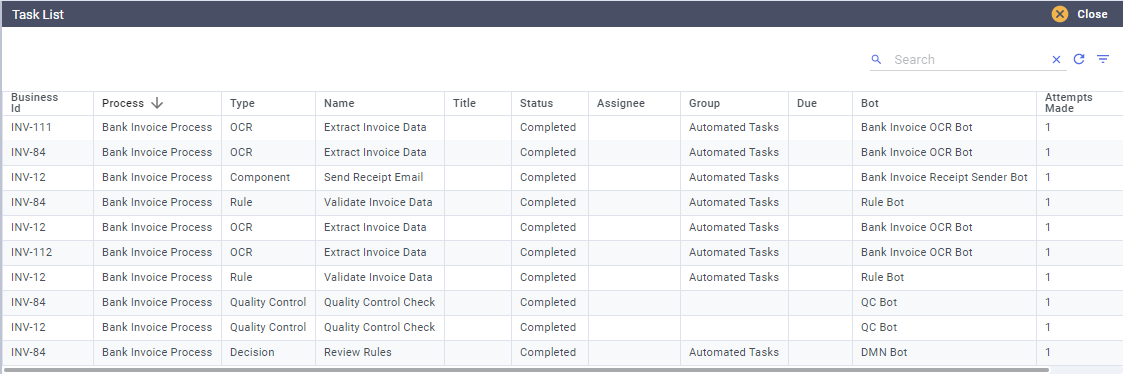 Task List
Close
Search
Business Id Process Type Name Title Status Assignee Group Due Bot Attempts Made
INV-111 Bank Invoice Process OCR Extract Invoice Data Completed Automated Tasks Bank Invoice OCR Bot 1
INV-84 Bank Invoice Process OCR Extract Invoice Data Completed Automated Tasks Bank Invoice OCR Bot 1
INV-12 Bank Invoice Process Component Send Receipt Email Completed Automated Tasks Bank Invoice Receipt Sender Bot 1
INV-84 Bank Invoice Process Rule Validate Invoice Data Completed Automated Tasks Rule Bot 1
INV-12 Bank Invoice Process OCR Extract Invoice Data Completed Automated Tasks Bank Invoice OCR Bot 1
INV-112 Bank Invoice Process OCR Extract Invoice Data Completed Automated Tasks Bank Invoice OCR Bot 1
INV-12 Bank Invoice Process Rule Validate Invoice Data Completed Automated Tasks Rule Bot 1
INV-84 Bank Invoice Process Quality Control Quality Control Check Completed QC Bot 1
INV-12 Bank Invoice Process Quality Control Quality Control Check Completed QC Bot 1
INV-84 Bank Invoice Process Decision Review Rules Completed Automated Tasks DMN Bot 1